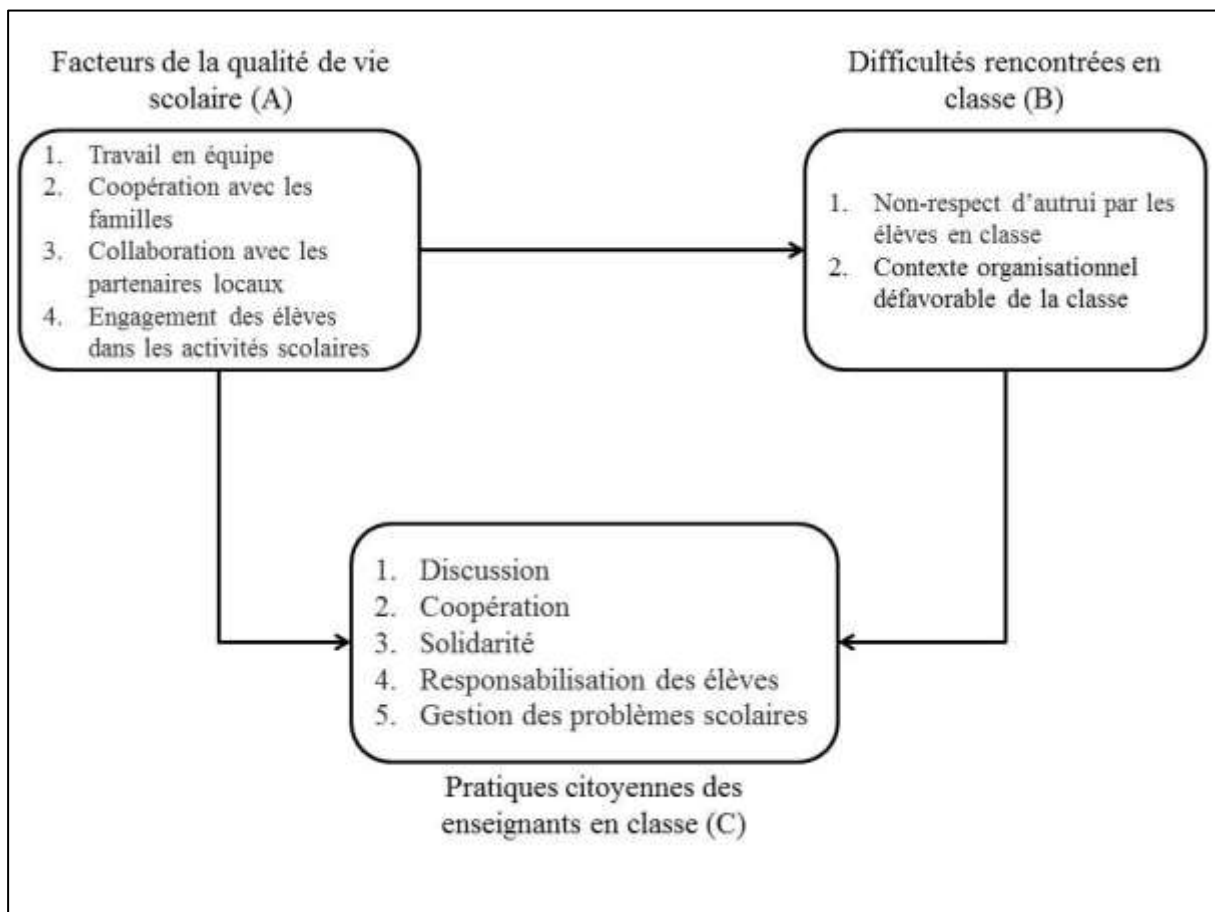 Facteurs de la qualité de vie
scolaire (A)
1. Travail en équipe
2. Coopération avec les
familles
3. Collaboration avec les
partenaires locaux
4. Engagement des élèves
dans les activités scolaires
Difficultés rencontrées en
classe (B)
1. Non-respect d’autrui par les
élèves en classe
2. Contexte organisationnel
défavorable de la classe
1. Discussion
2. Coopération
3. Solidarité
4. Responsabilisation des élèves
5. Gestion des problèmes scolaires
Pratiques citoyennes des
enseignants en classe (C)